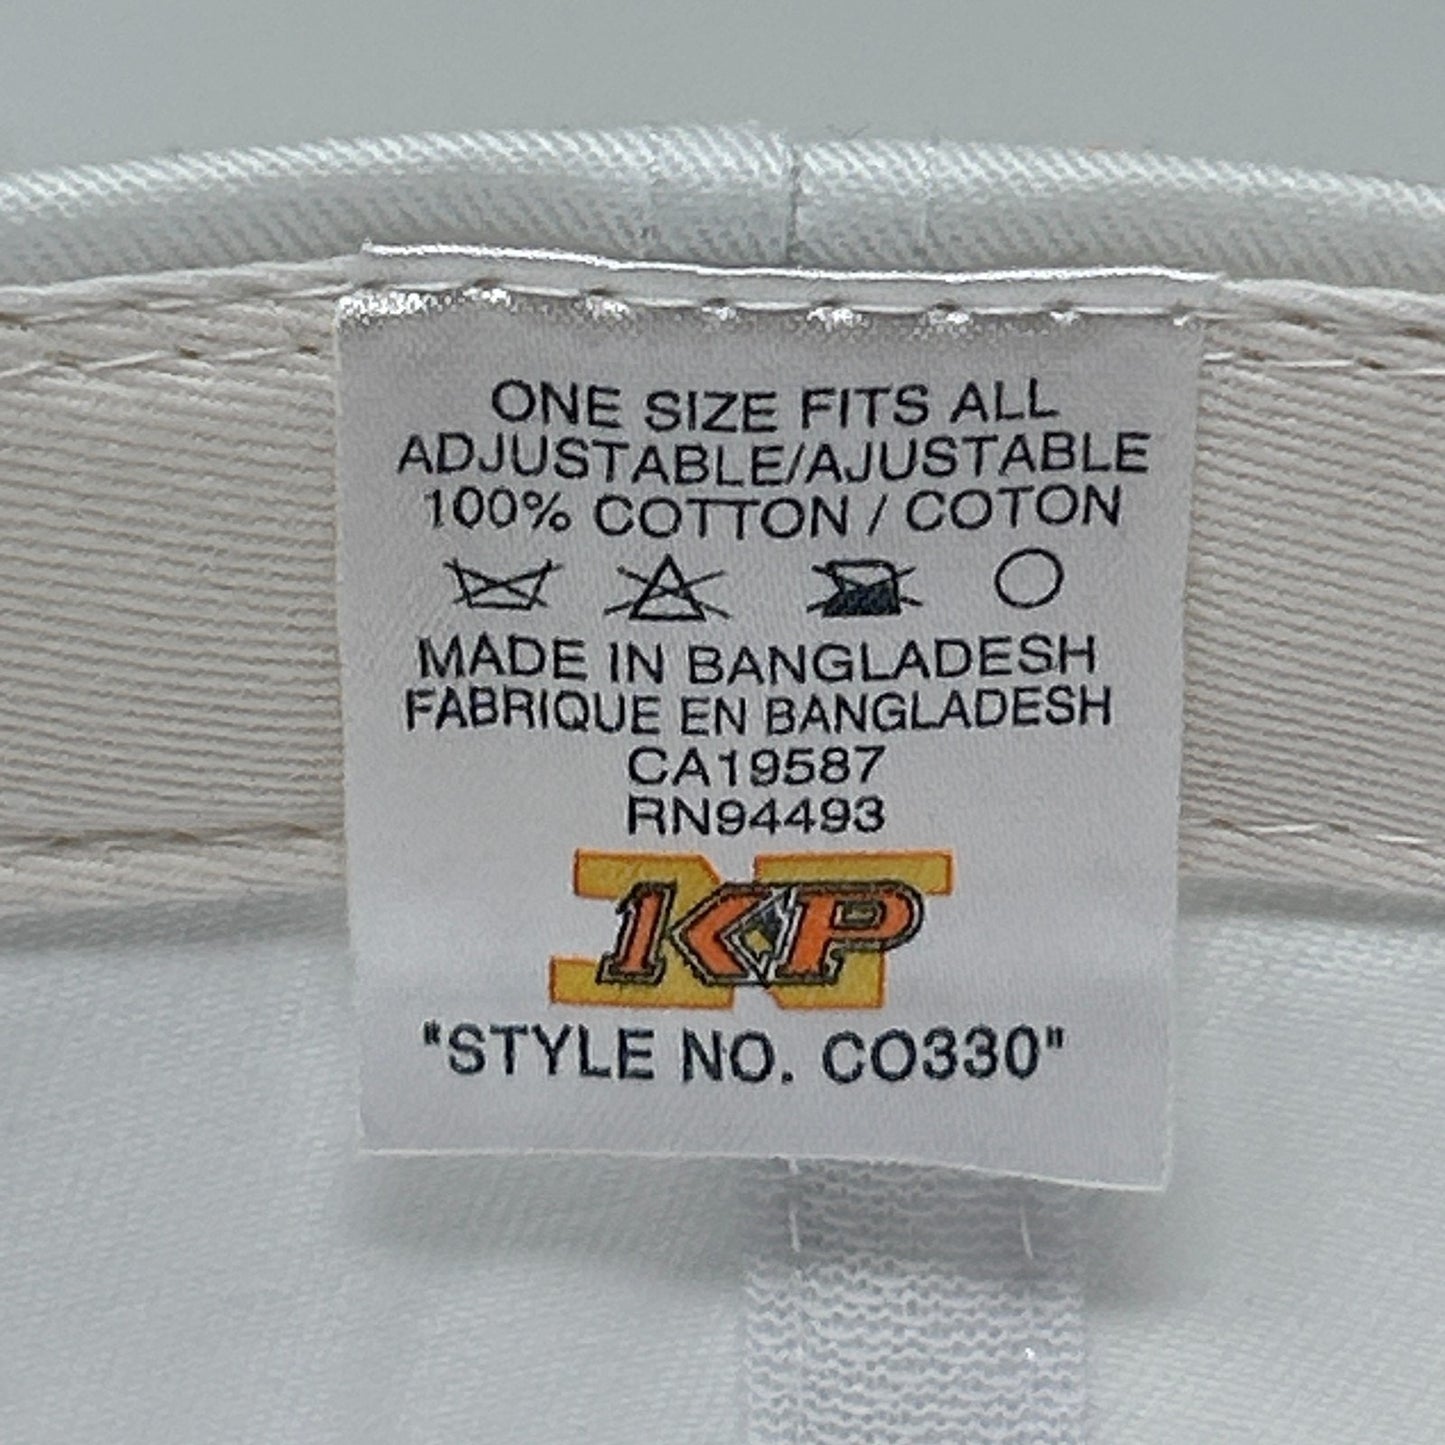 ONE SIZE FITS ALL
ADJUSTABLE/AJUSTABLE
100% COTTON / COTON
MADE IN BANGLADESH
FABRIQUE EN BANGLADESH
CA19587
RN94493
KP
"STYLE NO. CO330"